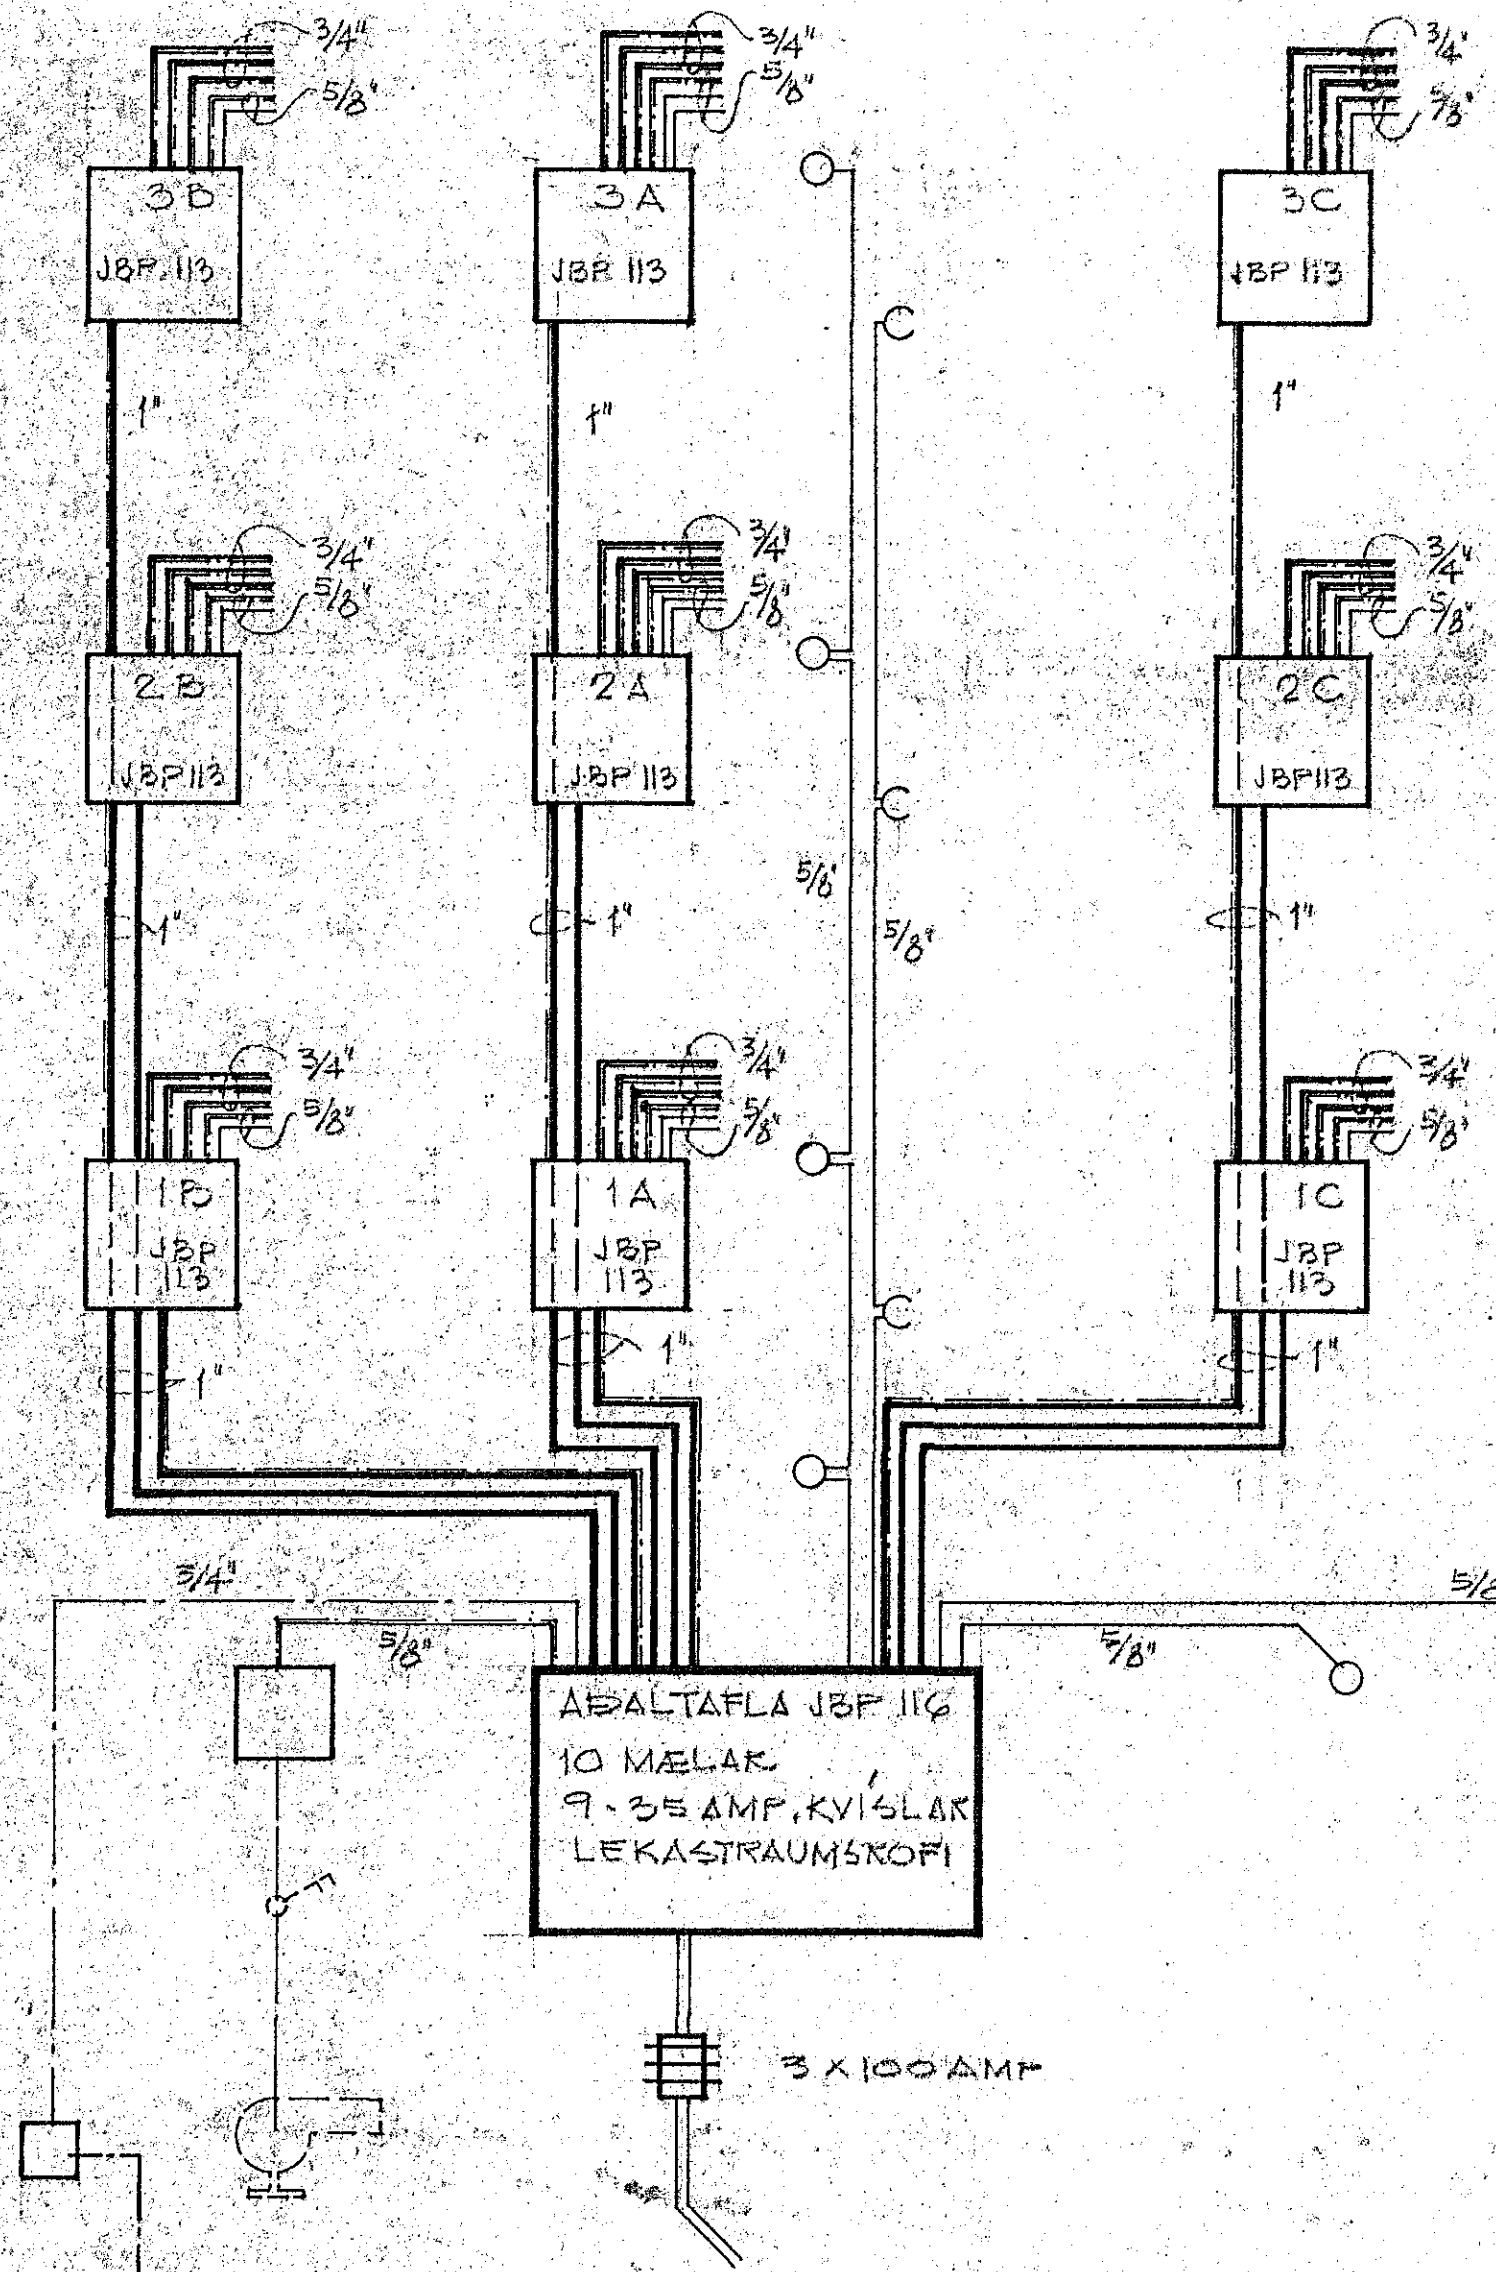 3/4"
5/8"
3/4"
5/8"
3/4"
5/8"
3B
JBP. 113
3A
JBP 113
3C
JBP 113
1"
1"
1"
3/4"
5/8"
3/4"
5/8"
3/4"
5/8"
2B
JBP 113
2A
JBP 113
2C
JBP 113
5/8"
5/8"
1"
1"
1"
3/4"
5/8"
3/4"
5/8"
3/4"
5/8"
1B
JBP
113
1A
JBP
113
1C
JBP
113
1"
1"
1"
3/4"
5/8"
5/8"
5/8
AÐALTAFLA JBP 116
10 MÆLAR
9-35 AMP. KVÍSLAR
LEKASTRAUMSROFI
3 X 100 AMP